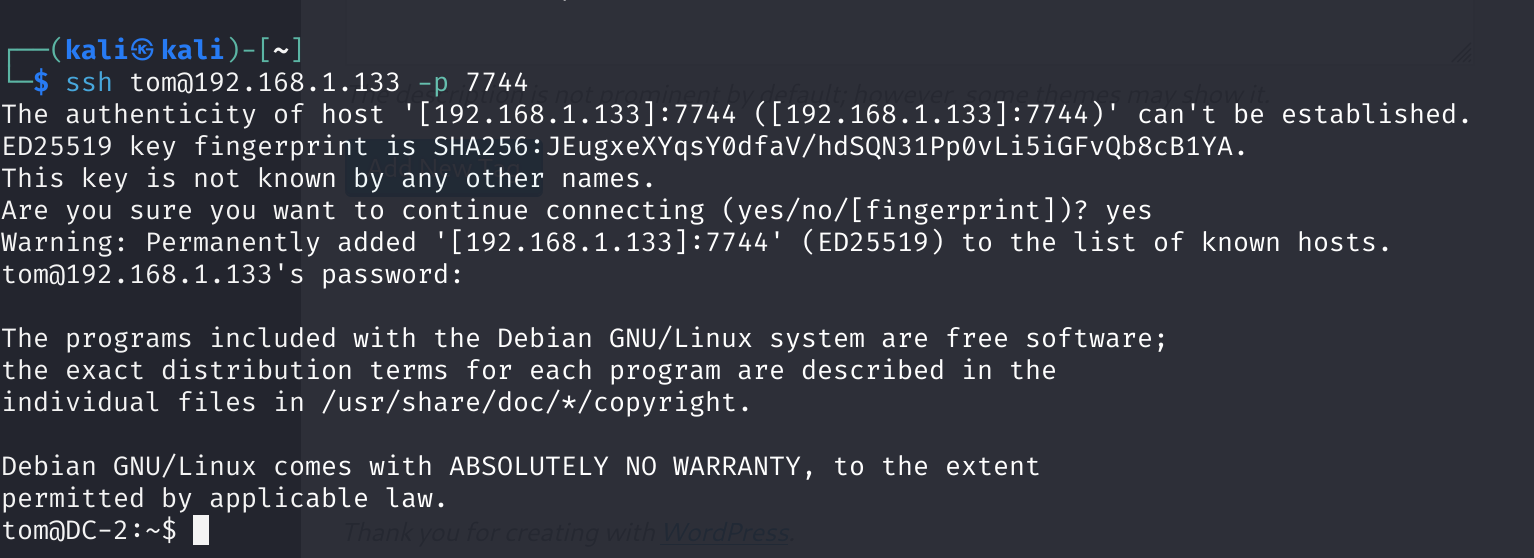 ┌──(kali㉿kali)-[~]
└─$ ssh tom@192.168.1.133 -p 7744
The description is not prominent by default; however, some themes may show it.
The authenticity of host '[192.168.1.133]:7744 ([192.168.1.133]:7744)' can't be established.
ED25519 key fingerprint is SHA256:JEugxeXYqsY0dfaV/hdSQN31Pp0vLi5iGFvQb8cB1YA.
Add New Tag
This key is not known by any other names.
Are you sure you want to continue connecting (yes/no/[fingerprint])? yes
Warning: Permanently added '[192.168.1.133]:7744' (ED25519) to the list of known hosts.
tom@192.168.1.133's password:
The programs included with the Debian GNU/Linux system are free software;
the exact distribution terms for each program are described in the
individual files in /usr/share/doc/*/copyright.
Debian GNU/Linux comes with ABSOLUTELY NO WARRANTY, to the extent
permitted by applicable law.
tom@DC-2:~$
Thank you for creating with WordPress.